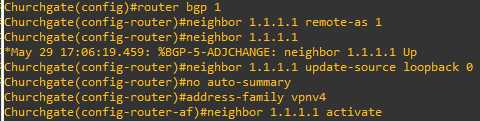 Churchgate(config)#router bgp 1
Churchgate(config-router)#neighbor 1.1.1.1 remote-as 1
Churchgate(config-router)#neighbor 1.1.1.1
*May 29 17:06:19.459: %BGP-5-ADJCHANGE: neighbor 1.1.1.1 Up
Churchgate(config-router)#neighbor 1.1.1.1 update-source loopback 0
Churchgate(config-router)#no auto-summary
Churchgate(config-router)#address-family vpnv4
Churchgate(config-router-af)#neighbor 1.1.1.1 activate